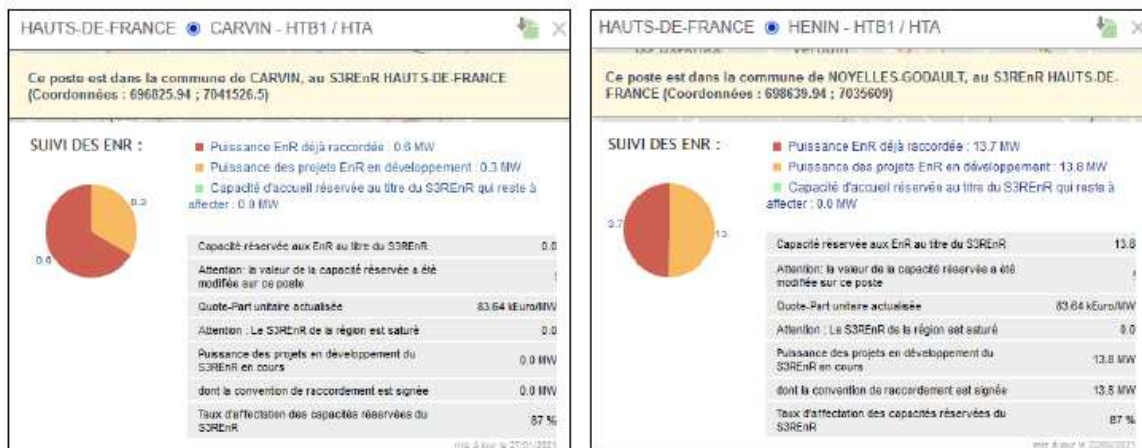 HAUTS-DE-FRANCE CARVIN - HTB1 / HTA
Ce poste est dans la commune de CARVIN, au S3REnR HAUTS-DE-FRANCE
(Coordonnées : 696825.94 ; 7041526.5)
SUIVI DES ENR :
Puissance EnR déjà raccordée : 0.6 MW
Puissance des projets EnR en développement : 0.3 MW
Capacité d'accueil réservée au titre du S3REnR qui reste à
affecter : 0.0 MW
0.3
0.6
Capacité réservée aux EnR au titre du S3REnR 0.0
Attention: la valeur de la capacité réservée a été
modifiée sur ce poste
Quote-Part unitaire actualisée 83.64 kEuro/MW
Attention : Le S3REnR de la région est saturé 0.0
Puissance des projets en développement du
S3REnR en cours 0.0 MW
dont la convention de raccordement est signée 0.0 MW
Taux d'affectation des capacités réservées du
S3REnR 87 %
HAUTS-DE-FRANCE HENIN - HTB1 / HTA
Ce poste est dans la commune de NOYELLES-GODAULT, au S3REnR HAUTS-DE-
FRANCE (Coordonnées : 698639.94 ; 7035609)
SUIVI DES ENR :
Puissance EnR déjà raccordée : 13.7 MW
Puissance des projets EnR en développement : 13.8 MW
Capacité d'accueil réservée au titre du S3REnR qui reste à
affecter : 0.0 MW
Capacité réservée aux EnR au titre du S3REnR 13.8
Attention: la valeur de la capacité réservée a été
modifiée sur ce poste
Quote-Part unitaire actualisée 83.64 kEuro/MW
Attention : Le S3REnR de la région est saturé 0.0
Puissance des projets en développement du
S3REnR en cours 13.8 MW
dont la convention de raccordement est signée 13.8 MW
Taux d'affectation des capacités réservées du
S3REnR 87 %